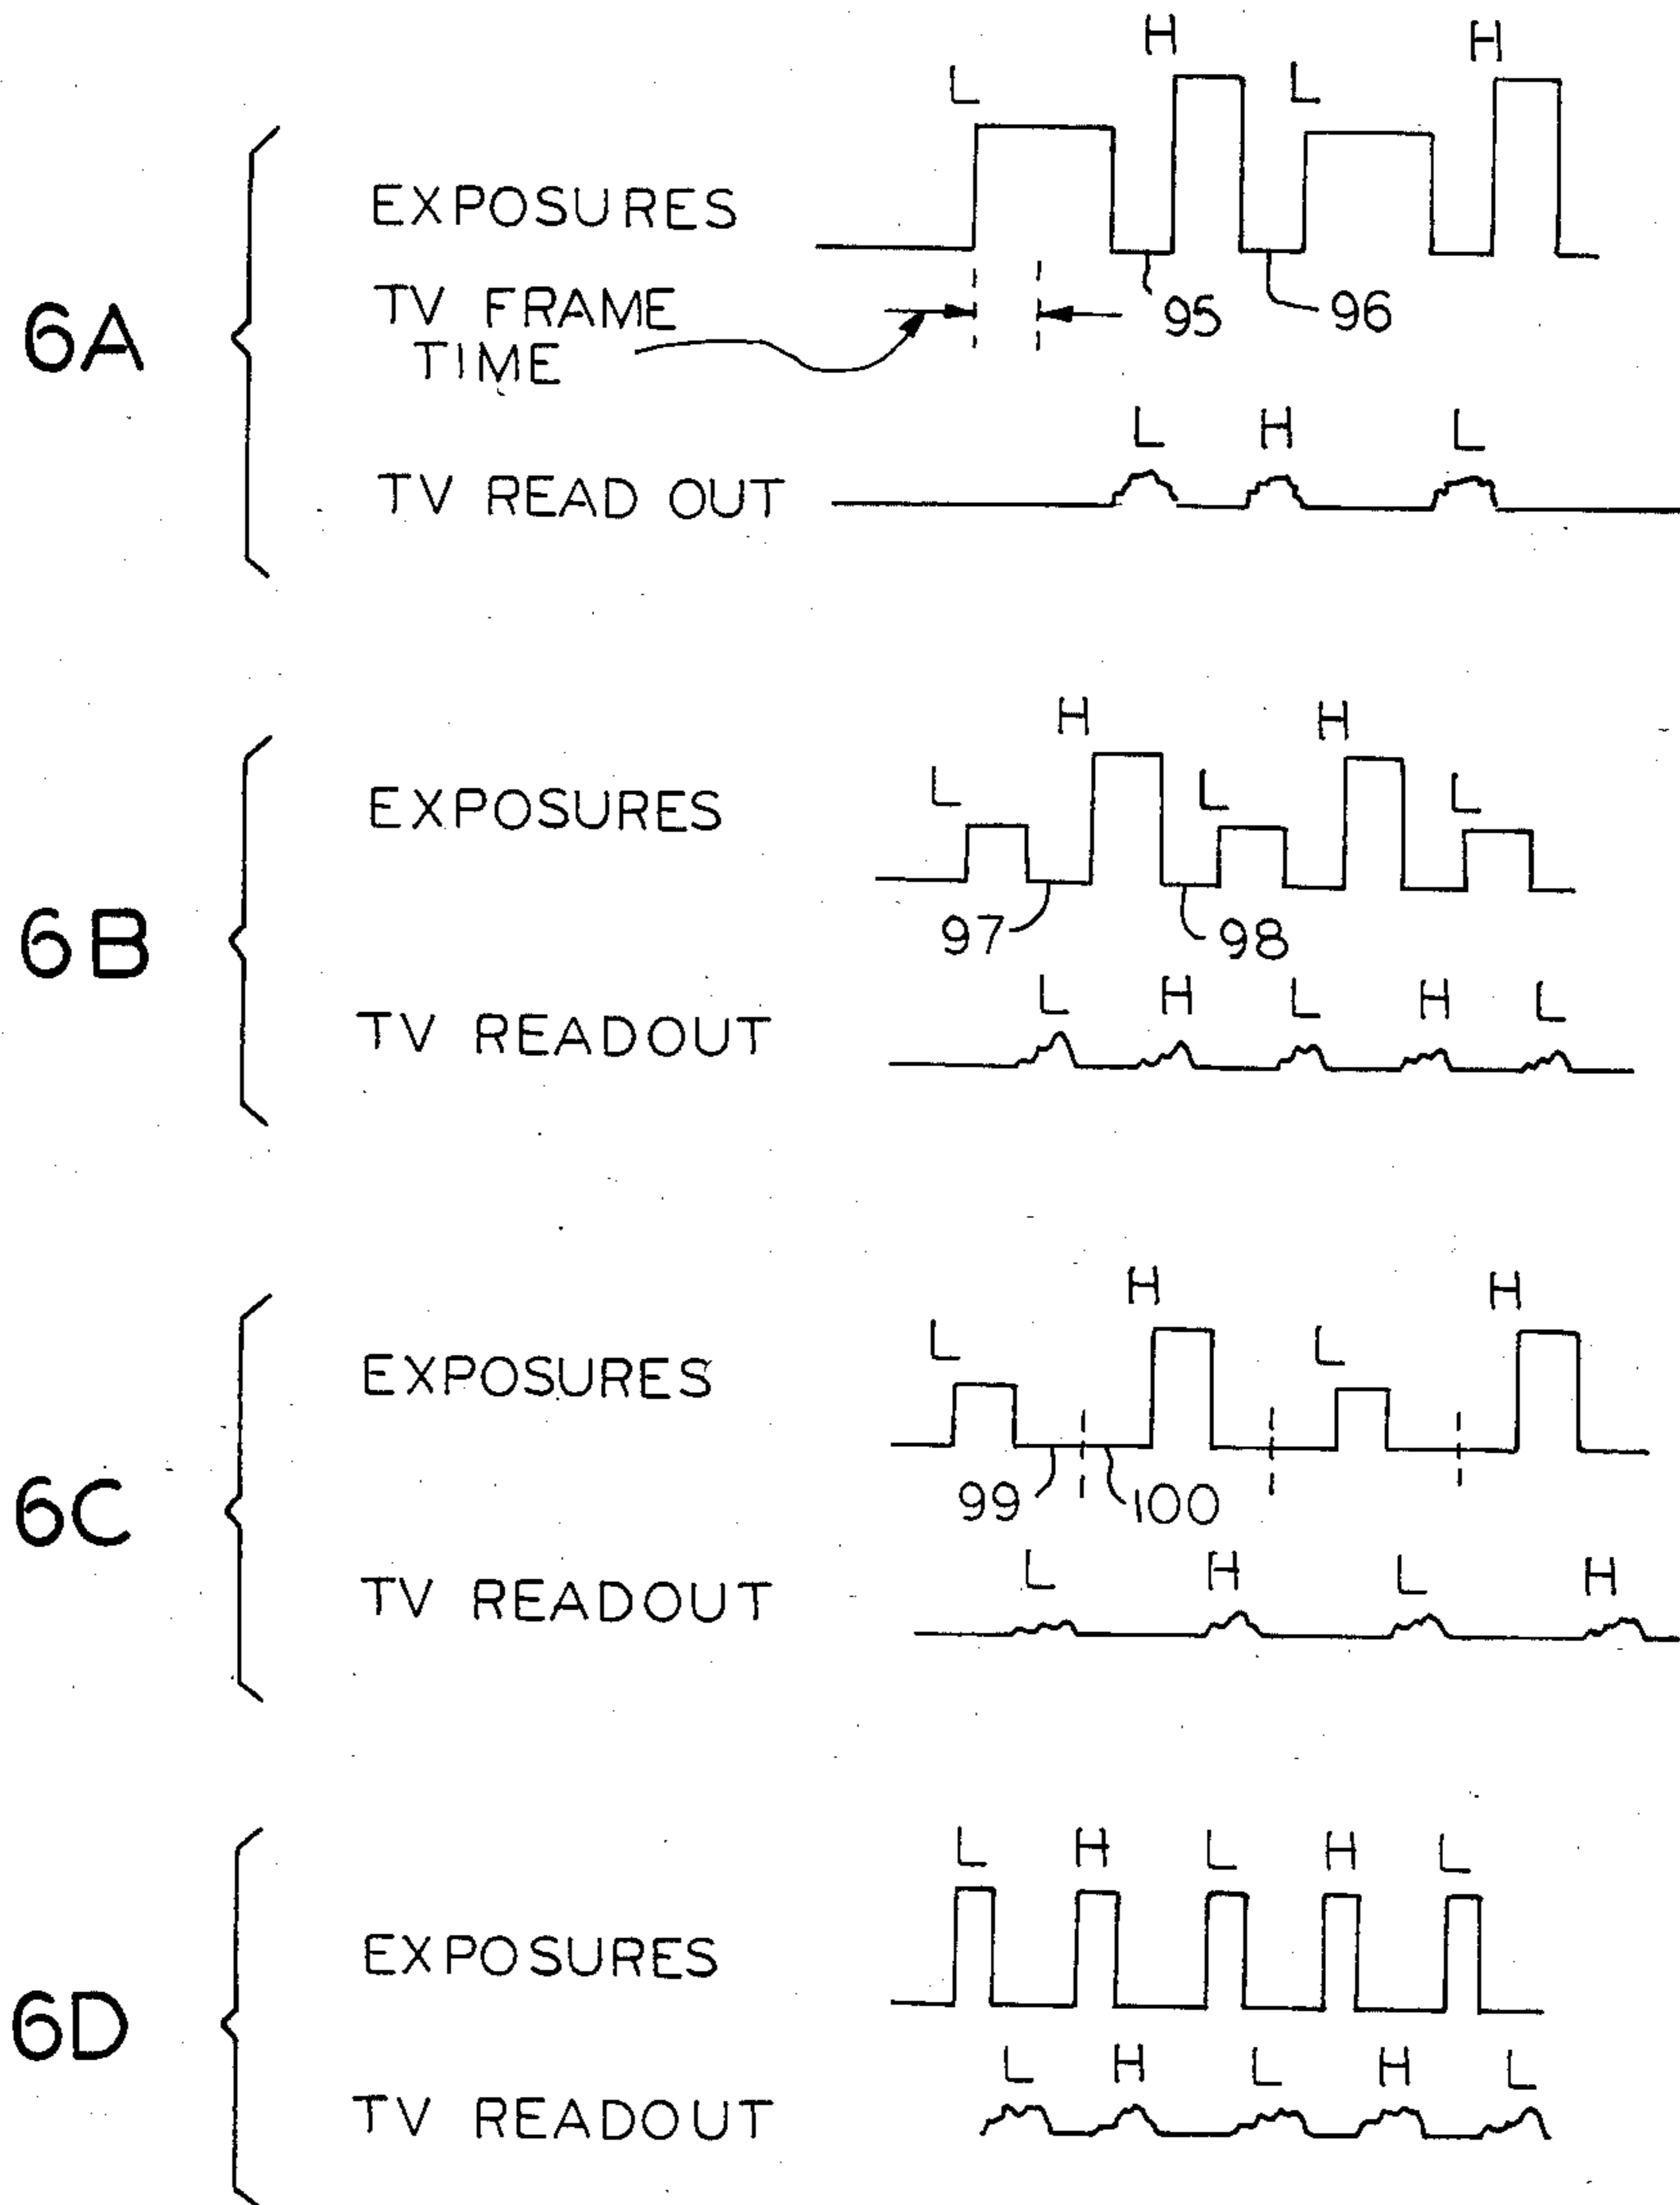 6A
L H L H
EXPOSURES
TV FRAME
TIME
95 96
L H L
TV READ OUT
6B
L H L H L
EXPOSURES
97 98
L H L H L
TV READOUT
6C
L H L H
EXPOSURES
99 100
L H L H
TV READOUT
6D
L H L H L
EXPOSURES
L H L H L
TV READOUT